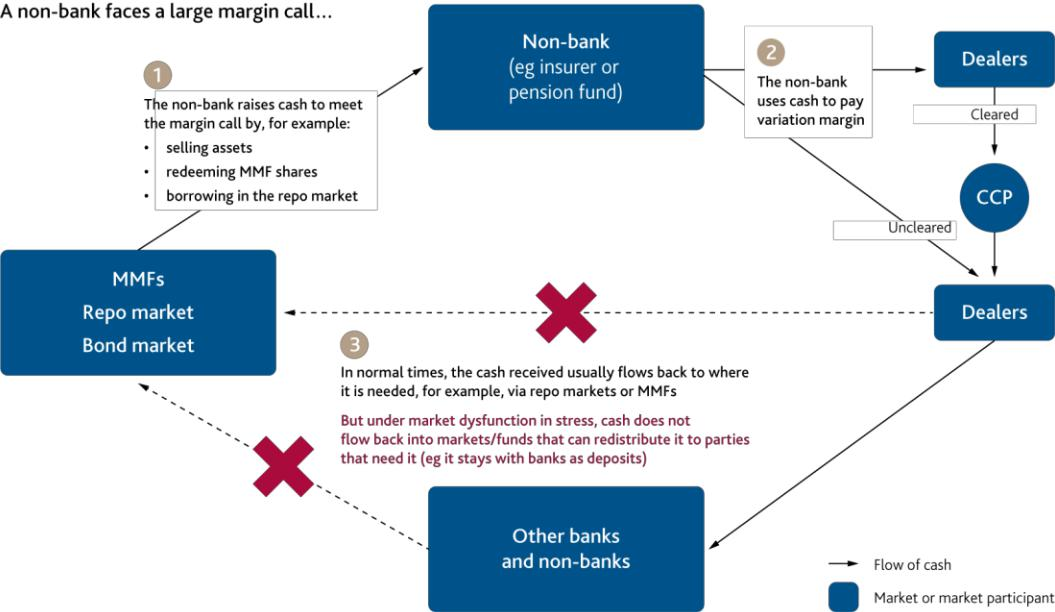 A non-bank faces a large margin call…
1
The non-bank raises cash to meet
the margin call by, for example:
• selling assets
• redeeming MMF shares
• borrowing in the repo market
Non-bank
(eg insurer or
pension fund)
2
The non-bank
uses cash to pay
variation margin
Dealers
Cleared
CCP
Uncleared
Dealers
MMFs
Repo market
Bond market
3
In normal times, the cash received usually flows back to where
it is needed, for example, via repo markets or MMFs
But under market dysfunction in stress, cash does not
flow back into markets/funds that can redistribute it to parties
that need it (eg it stays with banks as deposits)
Other banks
and non-banks
Flow of cash
Market or market participant